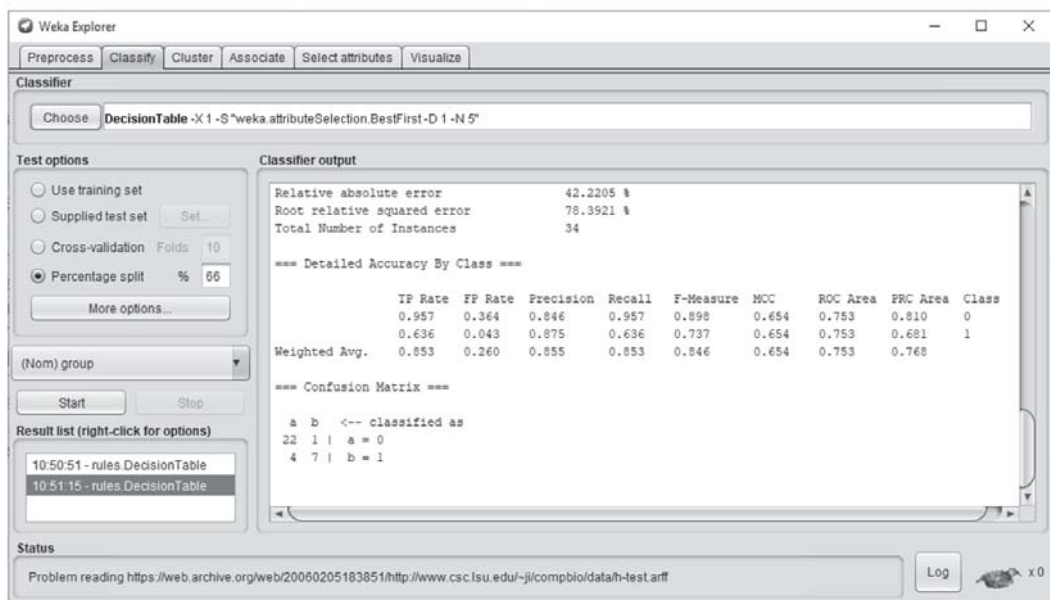 Weka Explorer
Preprocess Classify Cluster Associate Select attributes Visualize
Classifier
Choose DecisionTable -X 1 -S "weka.attributeSelection.BestFirst -D 1 -N 5"
Test options
Use training set
Supplied test set Set...
Cross-validation Folds 10
Percentage split % 66
More options...
(Nom) group
Start Stop
Result list (right-click for options)
10:50:51 - rules.DecisionTable
10:51:15 - rules.DecisionTable
Classifier output
Relative absolute error 42.2205 %
Root relative squared error 78.3921 %
Total Number of Instances 34
=== Detailed Accuracy By Class ===
TP Rate FP Rate Precision Recall F-Measure MCC ROC Area PRC Area Class
0.957 0.364 0.846 0.957 0.898 0.654 0.753 0.810 0
0.636 0.043 0.875 0.636 0.737 0.654 0.753 0.681 1
Weighted Avg. 0.853 0.260 0.855 0.853 0.846 0.654 0.753 0.768
=== Confusion Matrix ===
a b <-- classified as
22 1 | a = 0
4 7 | b = 1
Status
Problem reading https://web.archive.org/web/20060205183851/http://www.csc.lsu.edu/~ji/compbio/data/h-test.arff
Log
x 0